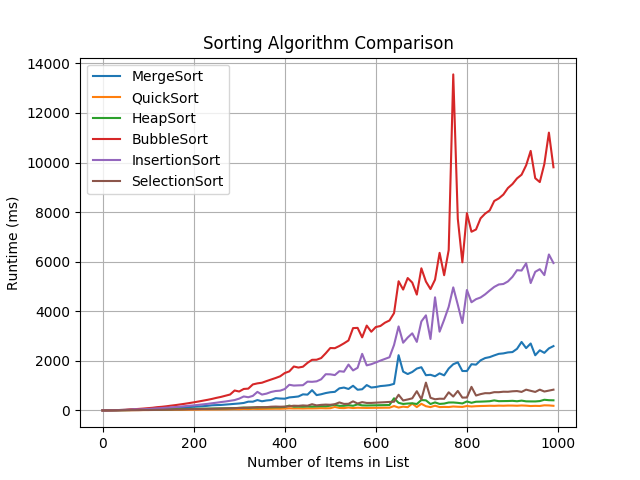 Sorting Algorithm Comparison
14000
12000
10000
8000
6000
4000
2000
0
Runtime (ms)
MergeSort
QuickSort
HeapSort
BubbleSort
InsertionSort
SelectionSort
0 200 400 600 800 1000
Number of Items in List